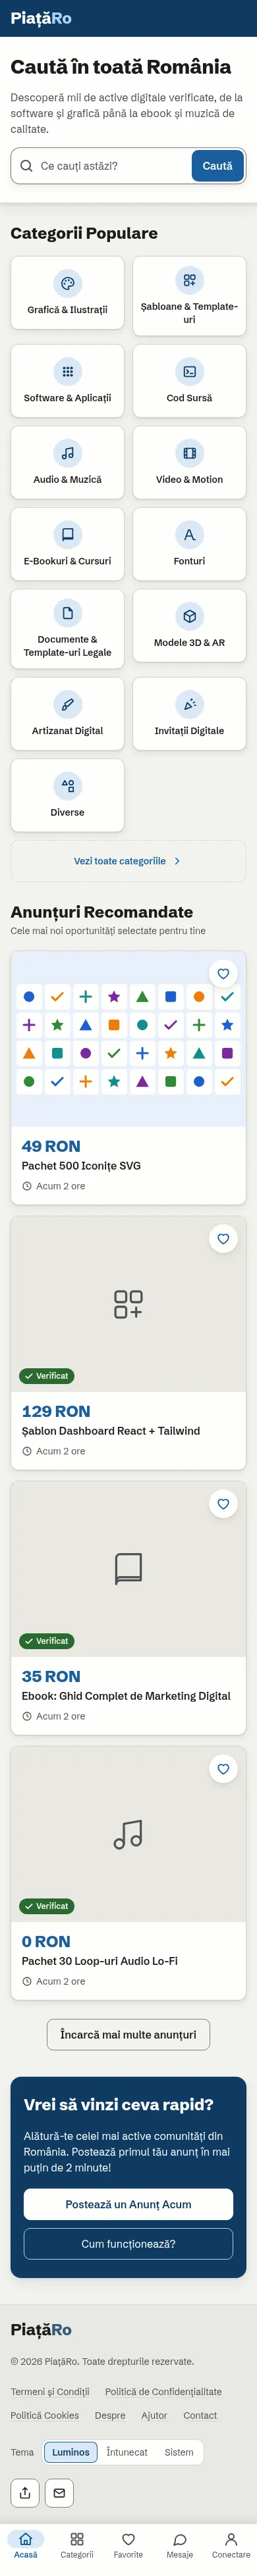 PiațăRo
Caută în toată România
Descoperă mii de active digitale verificate, de la
software și grafică până la ebook și muzică de
calitate.
Ce cauți astăzi?
Caută
Categorii Populare
Grafică & Ilustrații
Șabloane & Template-
uri
Software & Aplicații
Cod Sursă
Audio & Muzică
Video & Motion
E-Bookuri & Cursuri
Fonturi
Documente &
Template-uri Legale
Modele 3D & AR
Artizanat Digital
Invitații Digitale
Diverse
Vezi toate categoriile
Anunțuri Recomandate
Cele mai noi oportunități selectate pentru tine
49 RON
Pachet 500 Iconițe SVG
Acum 2 ore
Verificat
129 RON
Șablon Dashboard React + Tailwind
Acum 2 ore
Verificat
35 RON
Ebook: Ghid Complet de Marketing Digital
Acum 2 ore
Verificat
0 RON
Pachet 30 Loop-uri Audio Lo-Fi
Acum 2 ore
Încarcă mai multe anunțuri
Vrei să vinzi ceva rapid?
Alătură-te celei mai active comunități din
România. Postează primul tău anunț în mai
puțin de 2 minute!
Postează un Anunț Acum
Cum funcționează?
PiațăRo
© 2026 PiațăRo. Toate drepturile rezervate.
Termeni și Condiții
Politică de Confidențialitate
Politică Cookies
Despre
Ajutor
Contact
Tema
Luminos
Întunecat
Sistem
Acasă
Categorii
Favorite
Mesaje
Conectare